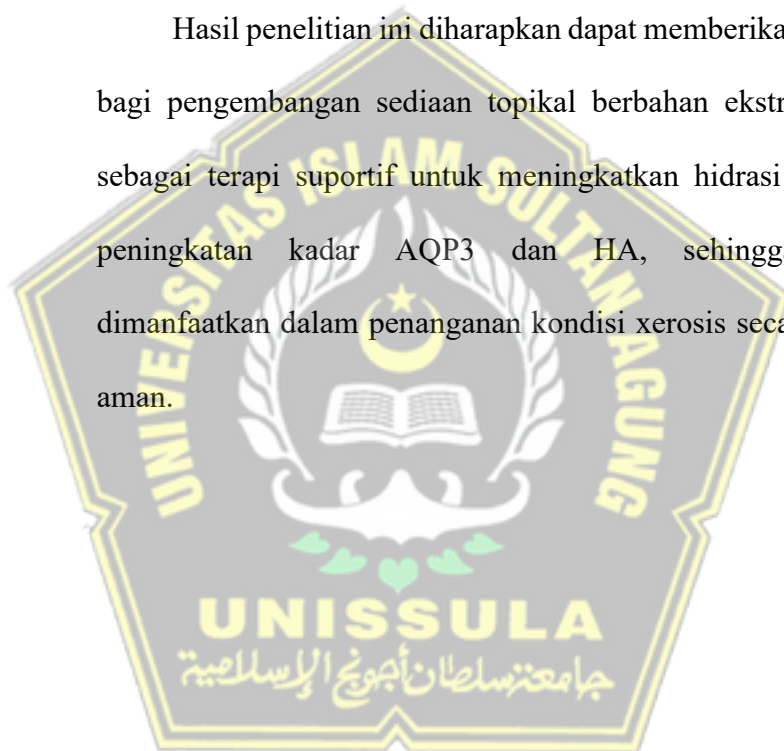 Hasil penelitian ini diharapkan dapat memberika
bagi pengembangan sediaan topikal berbahan ekstr
sebagai terapi suportif untuk meningkatkan hidrasi
peningkatan kadar AQP3 dan HA, sehingg
dimanfaatkan dalam penanganan kondisi xerosis seca
aman.
UNIVERSITAS ISLAM SULTAN AGUNG
UNISSULA
جامعة سلطان أجونج الإسلامية